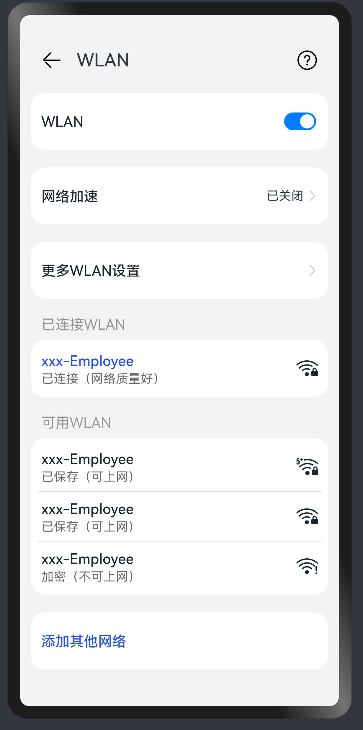 WLAN
WLAN
网络加速 已关闭
更多WLAN设置
已连接WLAN
xxx-Employee
已连接（网络质量好）
可用WLAN
xxx-Employee
已保存（可上网）
xxx-Employee
已保存（可上网）
xxx-Employee
加密（不可上网）
添加其他网络